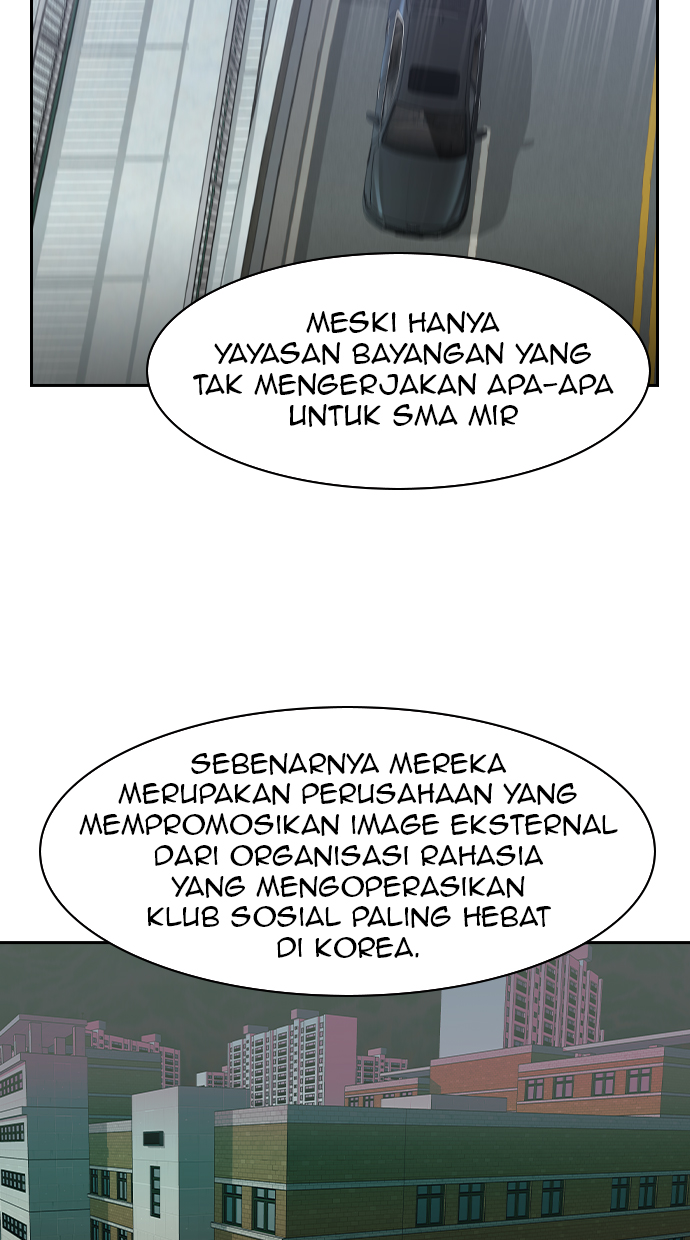 MESKI HANYA
YAYASAN BAYANGAN YANG
TAK MENGERJAKAN APA-APA
UNTUK SMA MIR
SEBENARNYA MEREKA
MERUPAKAN PERUSAHAAN YANG
MEMPROMOSIKAN IMAGE EKSTERNAL
DARI ORGANISASI RAHASIA
YANG MENGOPERASIKAN
KLUB SOSIAL PALING HEBAT
DI KOREA.